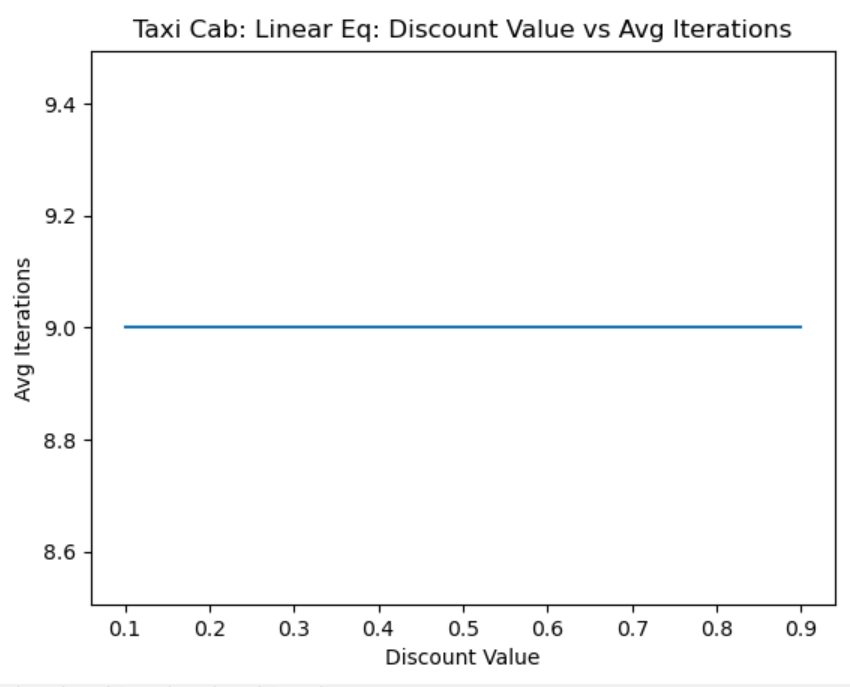 Taxi Cab: Linear Eq: Discount Value vs Avg Iterations
9.4
9.2
9.0
8.8
8.6
Avg Iterations
0.1 0.2 0.3 0.4 0.5 0.6 0.7 0.8 0.9
Discount Value